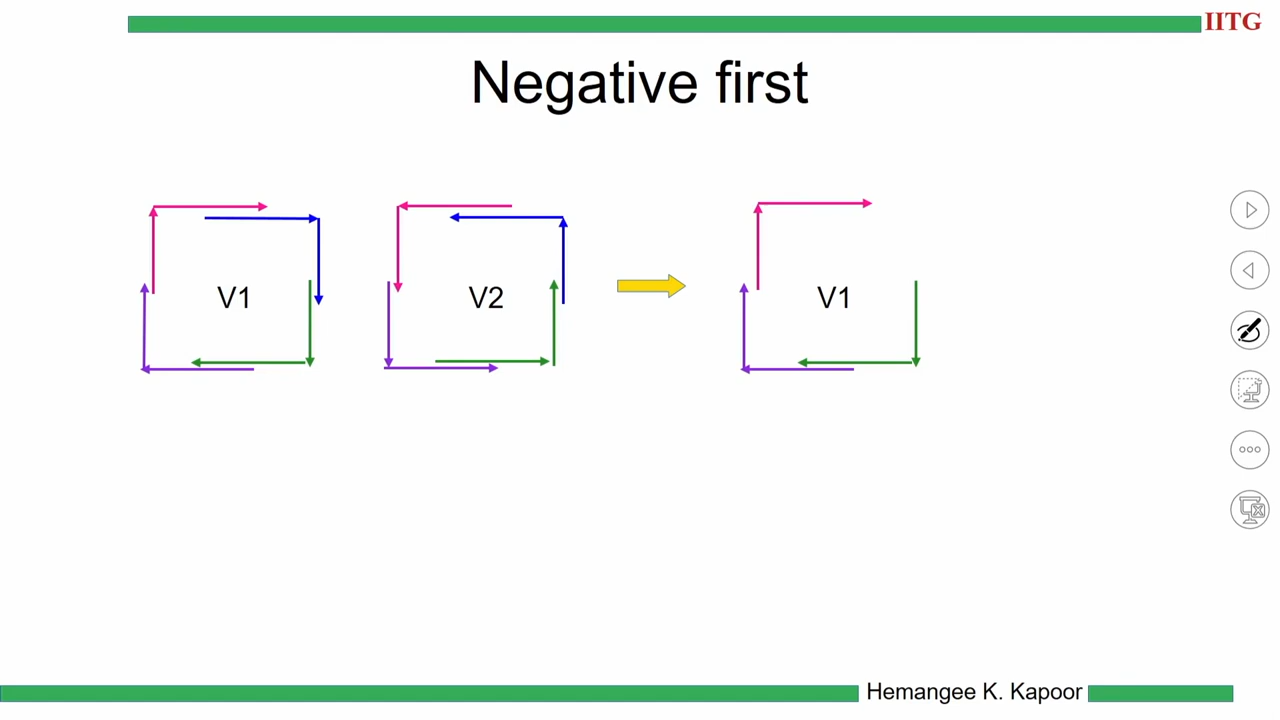 IITG
Negative first
V1
V2
V1
Hemangee K. Kapoor